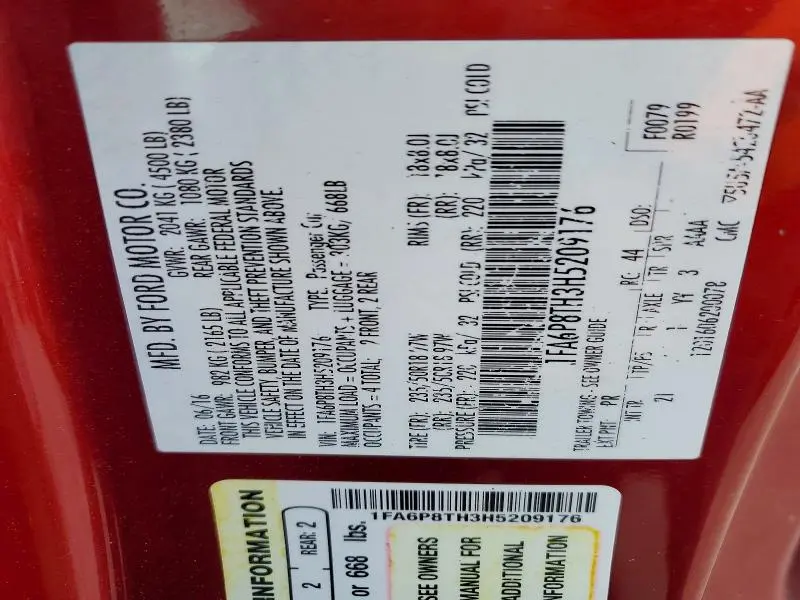 MFD. BY FORD MOTOR CO.
DATE: 06/16 GVWR: 2041 KG ( 4500 LB)
FRONT GAWR: 982 KG ( 2165 LB) REAR GAWR: 1080 KG ( 2380 LB)
THIS VEHICLE CONFORMS TO ALL APPLICABLE FEDERAL MOTOR
VEHICLE SAFETY, BUMPER, AND THEFT PREVENTION STANDARDS
IN EFFECT ON THE DATE OF MANUFACTURE SHOWN ABOVE.
VIN: 1FA6P8TH3H5209176 TYPE: Passenger Car
MAXIMUM LOAD = OCCUPANTS + LUGGAGE = 303KG/ 668LB
OCCUPANTS = 4 TOTAL: 2 FRONT, 2 REAR
TIRE (FR): 235/50R18 97W RIMS (FR): 18x8.0J
(RR): 235/50R18 97W (RR): 18x8.0J
PRESSURE (FR): 220 kPa/ 32 PSI COLD (RR): 220 kPa/ 32 PSI COLD
1FA6P8TH3H5209176
TRAILER TOWING - SEE OWNER GUIDE
EXT PNT: PR RC: 44 DSO: F0079
R0199
INT TR TP/PS R AXLE TR SPR
21 1 YY 3 AAAA
CMC
1FA6P8TH3H5209176
INFORMATION
2 REAR: 2
or 668 lbs.
SEE OWNERS
MANUAL FOR
ADDITIONAL
INFORMATION